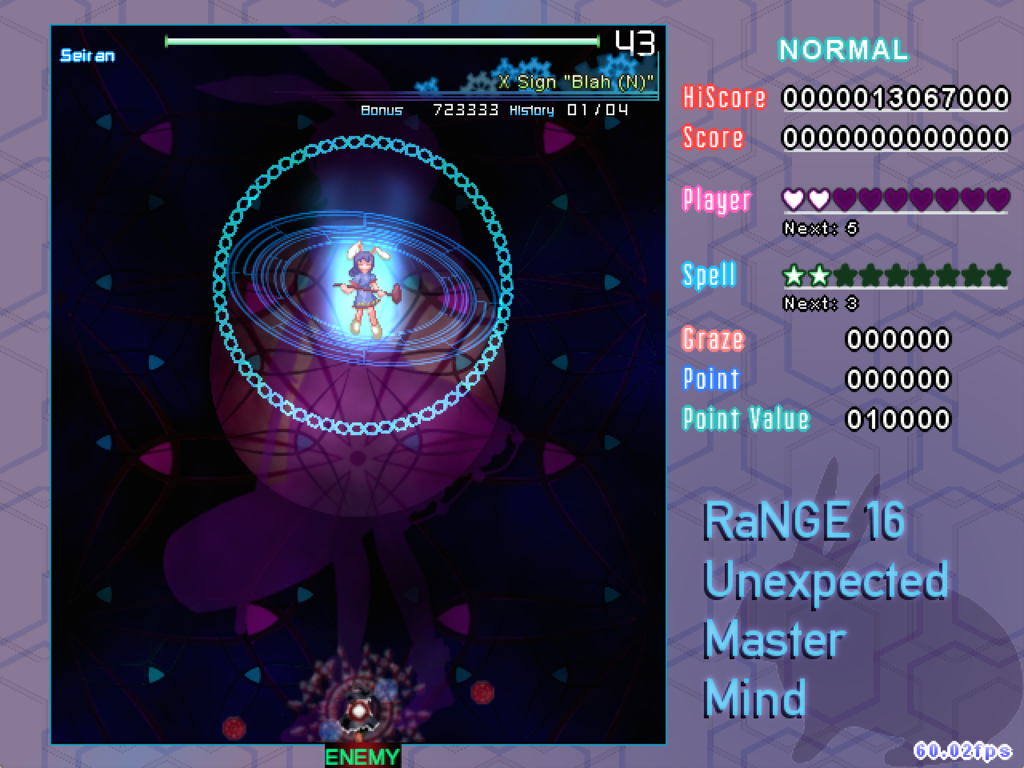 Seiran
43
X Sign "Blah (N)"
Bonus 723333 History 01/04
ENEMY
NORMAL
HiScore 0000013067000
Score 0000000000000
Player
Next: 5
Spell
Next: 3
Graze 000000
Point 000000
Point Value 010000
RaNGE 16
Unexpected
Master
Mind
60.02fps